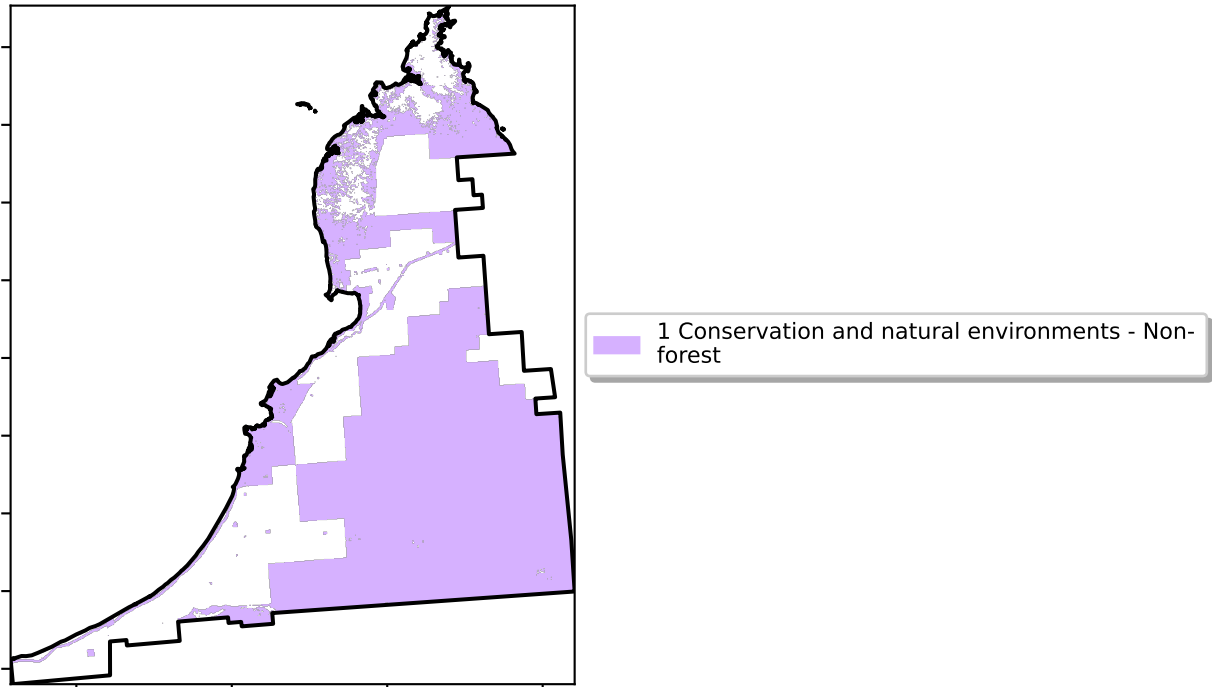 1 Conservation and natural environments - Non-
forest